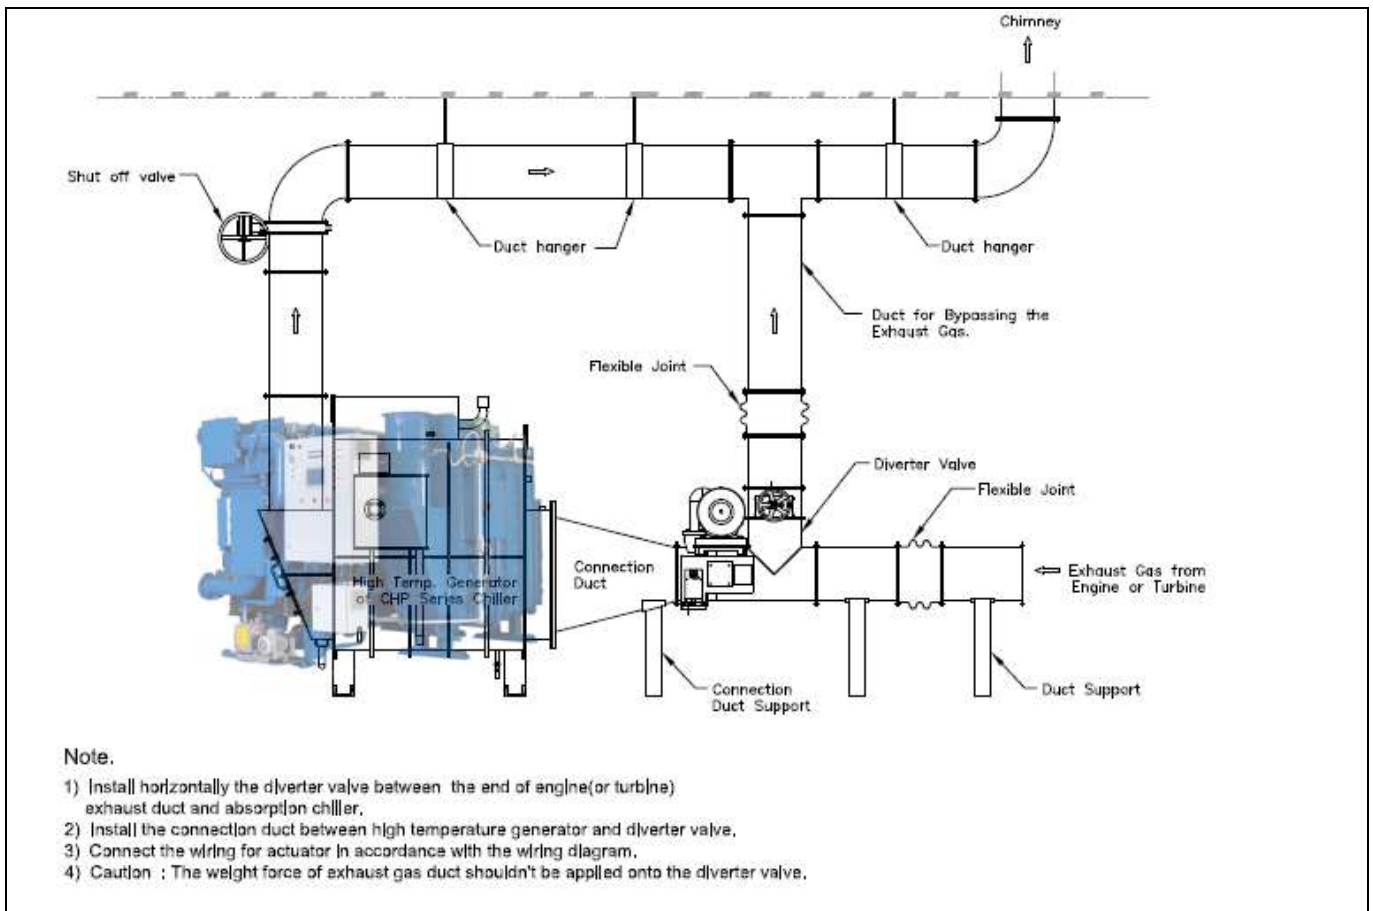 Chimney
Shut off valve
Duct hanger
Duct hanger
Duct for Bypassing the
Exhaust Gas.
Flexible Joint
Diverter Valve
Flexible Joint
Connection
Duct
Exhaust Gas from
Engine or Turbine
High Temp. Generator
of CHP Series Chiller
Connection
Duct Support
Duct Support
Note.
1) Install horizontally the diverter valve between the end of engine(or turbine)
exhaust duct and absorption chiller.
2) Install the connection duct between high temperature generator and diverter valve.
3) Connect the wiring for actuator in accordance with the wiring diagram.
4) Caution : The weight force of exhaust gas duct shouldn't be applied onto the diverter valve.